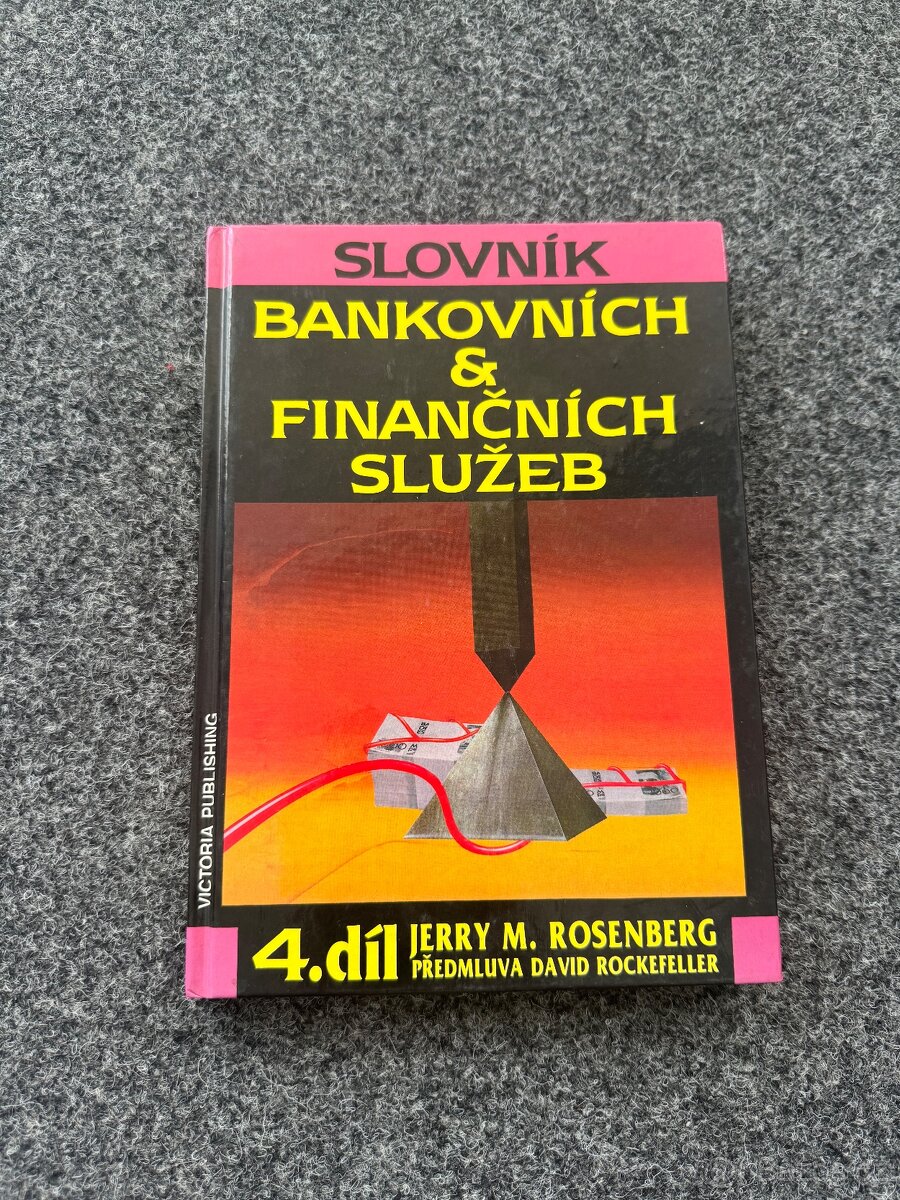 SLOVNÍK
BANKOVNÍCH
&
FINANČNÍCH
SLUŽEB
VICTORIA PUBLISHING
4.díl
JERRY M. ROSENBERG
PŘEDMLUVA DAVID ROCKEFELLER